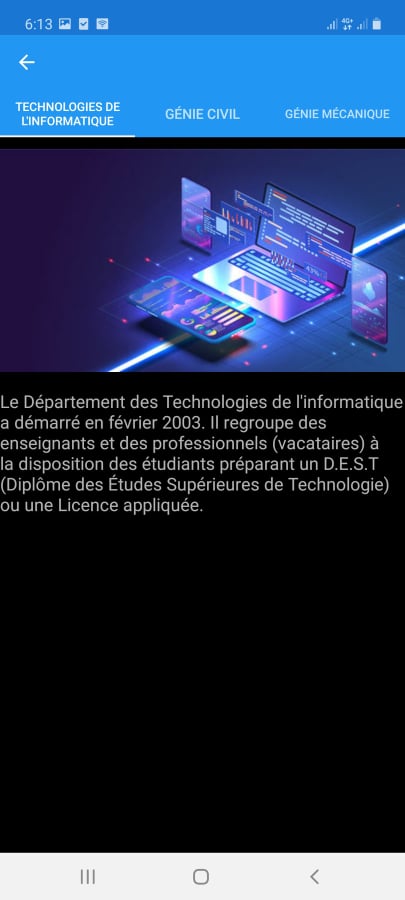 6:13
4G+
TECHNOLOGIES DE
L'INFORMATIQUE
GÉNIE CIVIL
GÉNIE MÉCANIQUE
43%
Le Département des Technologies de l'informatique
a démarré en février 2003. Il regroupe des
enseignants et des professionnels (vacataires) à
la disposition des étudiants préparant un D.E.S.T
(Diplôme des Études Supérieures de Technologie)
ou une Licence appliquée.